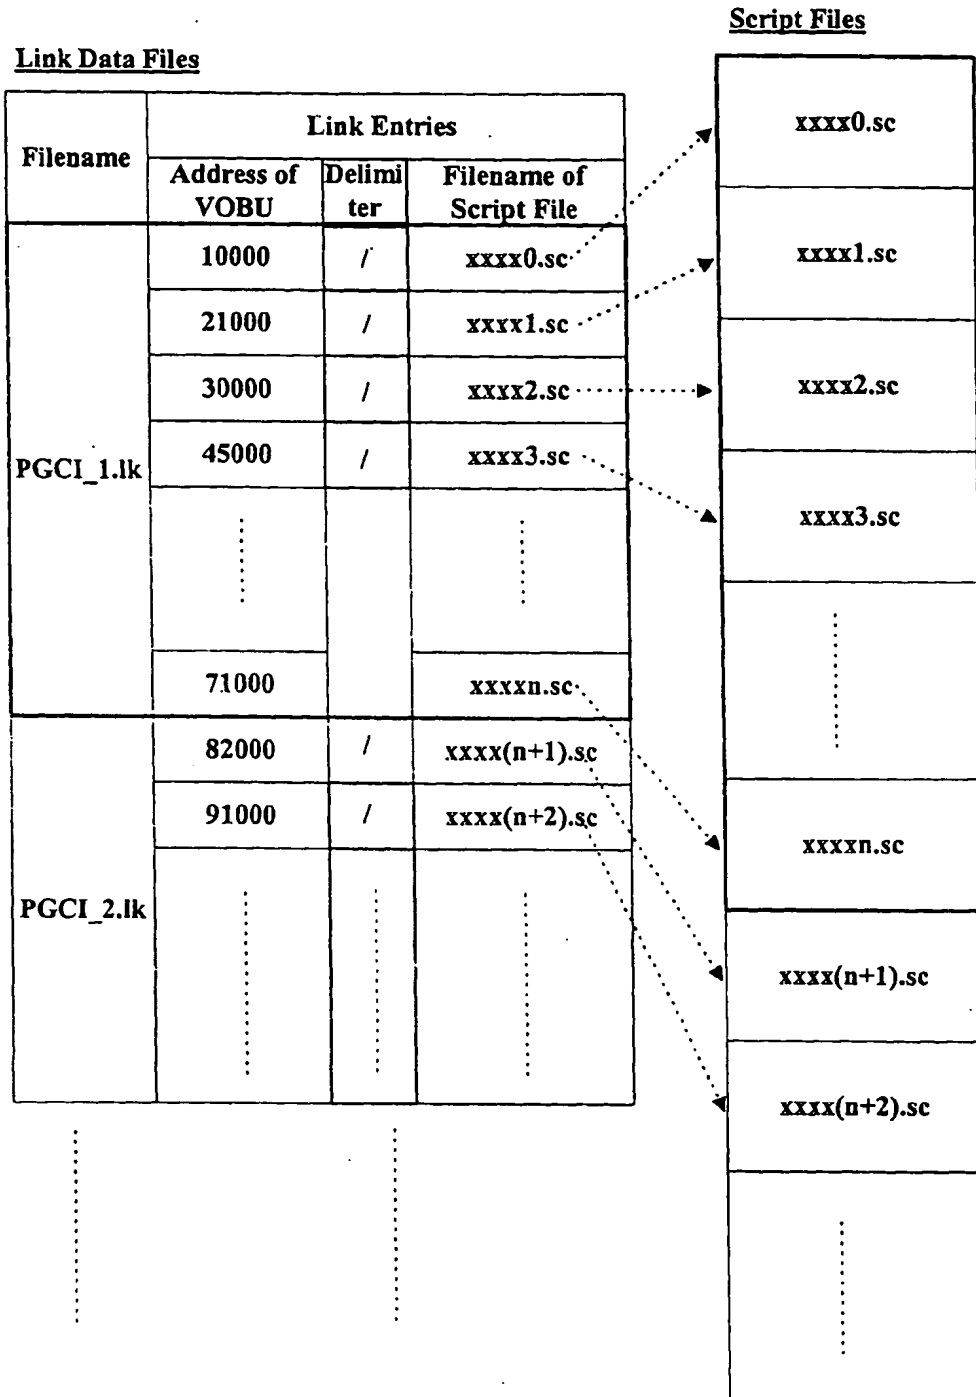 Script Files
Link Data Files
Filename
Link Entries
Address of
VOBU
Delimi
ter
Filename of
Script File
PGCI_1.lk
10000 / xxxx0.sc
21000 / xxxx1.sc
30000 / xxxx2.sc
45000 / xxxx3.sc
71000 xxxxn.sc
PGCI_2.lk
82000 / xxxx(n+1).sc
91000 / xxxx(n+2).sc
xxxx0.sc
xxxx1.sc
xxxx2.sc
xxxx3.sc
xxxxn.sc
xxxx(n+1).sc
xxxx(n+2).sc